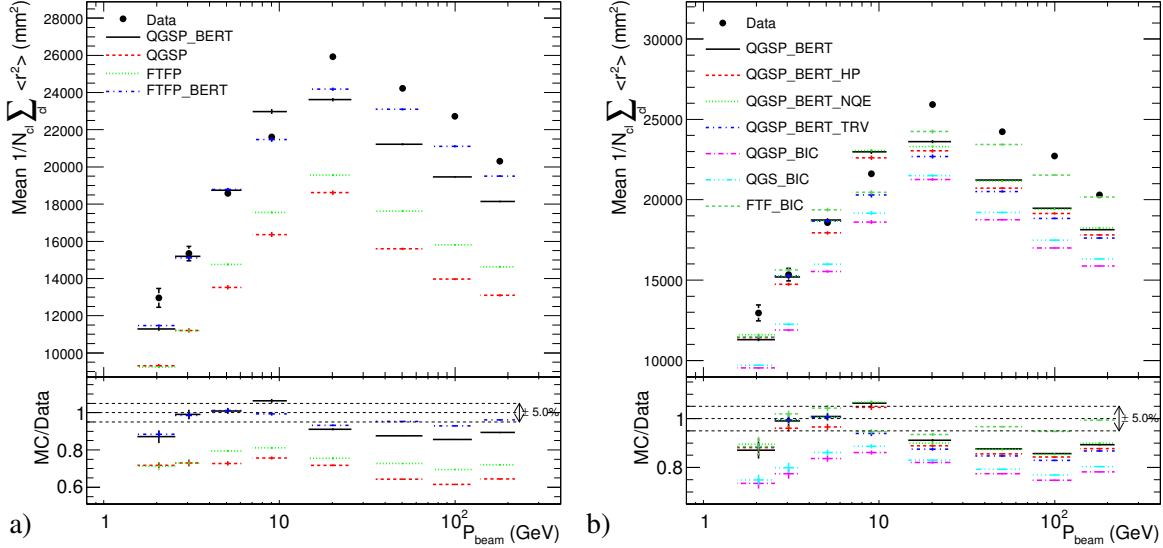 Mean 1/N_cl ∑_cl <r²> (mm²)
28000
26000
24000
22000
20000
18000
16000
14000
12000
10000
Data
QGSP_BERT
QGSP
FTFP
FTFP_BERT
MC/Data
1
0.8
0.6
± 5.0%
1
10
10²
P_beam (GeV)
a)
Mean 1/N_cl ∑_cl <r²> (mm²)
30000
25000
20000
15000
10000
Data
QGSP_BERT
QGSP_BERT_HP
QGSP_BERT_NQE
QGSP_BERT_TRV
QGSP_BIC
QGS_BIC
FTF_BIC
MC/Data
1
0.8
± 5.0%
1
10
10²
P_beam (GeV)
b)